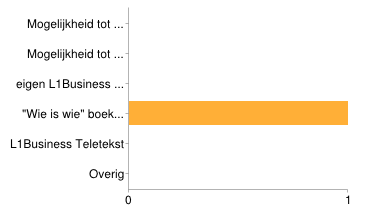 Mogelijkheid tot ...
Mogelijkheid tot ...
eigen L1Business ...
"Wie is wie" boek...
L1Business Teletekst
Overig
0 1